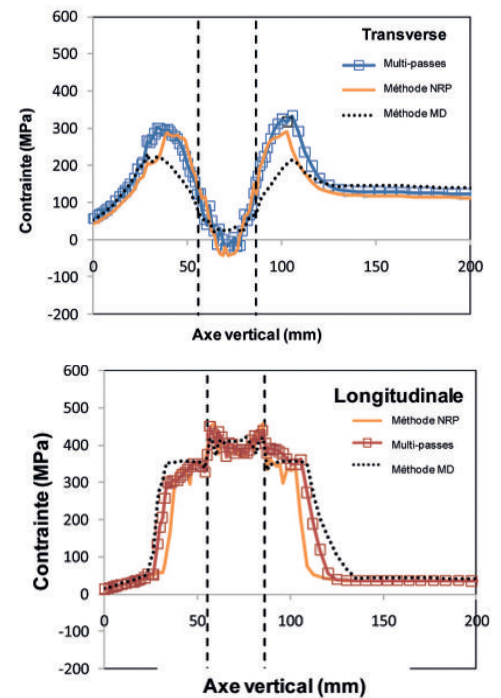 600
500
400
300
200
100
0
-100
-200
Contrainte (MPa)
Transverse
Multi-passes
Méthode NRP
Méthode MD
0
50
100
150
200
Axe vertical (mm)
600
500
400
300
200
100
0
-100
-200
Contrainte (MPa)
Longitudinale
Méthode NRP
Multi-passes
Méthode MD
0
50
100
150
200
Axe vertical (mm)